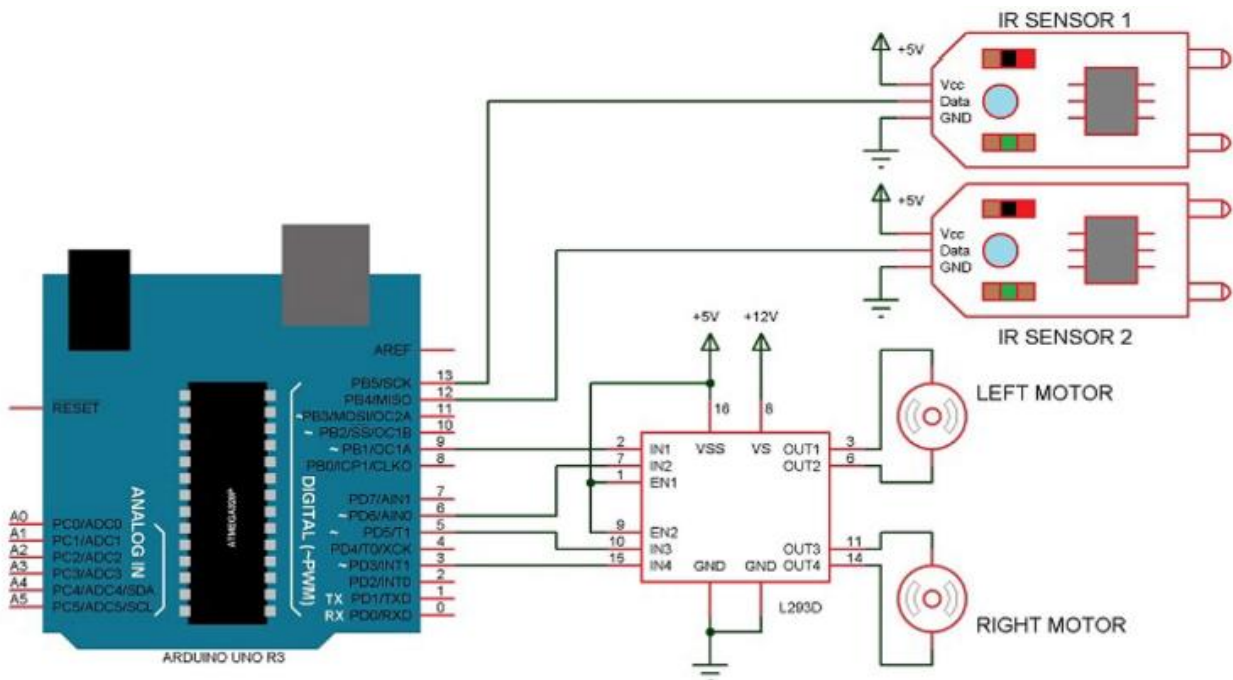 IR SENSOR 1
+5V
Vcc
Data
GND
+5V
Vcc
Data
GND
IR SENSOR 2
+5V
+12V
AREF
RESET
PB5/SCK 13
PB4/MISO 12
~PB3/MOSI/OC2A 11
~ PB2/SS/OC1B 10
~ PB1/OC1A 9
PB0/ICP1/CLKO 8
PD7/AIN1 7
~ PD6/AIN0 6
~ PD5/T1 5
PD4/T0/XCK 4
~ PD3/INT1 3
PD2/INT0 2
TX PD1/TXD 1
RX PD0/RXD 0
DIGITAL (~PWM)
ANALOG IN
A0 PC0/ADC0
A1 PC1/ADC1
A2 PC2/ADC2
A3 PC3/ADC3
A4 PC4/ADC4/SDA
A5 PC5/ADC5/SCL
ARDUINO UNO R3
16 8
VSS VS
2 IN1
7 IN2
1 EN1
9 EN2
10 IN3
15 IN4
OUT1 3
OUT2 6
OUT3 11
OUT4 14
GND GND
L293D
LEFT MOTOR
RIGHT MOTOR